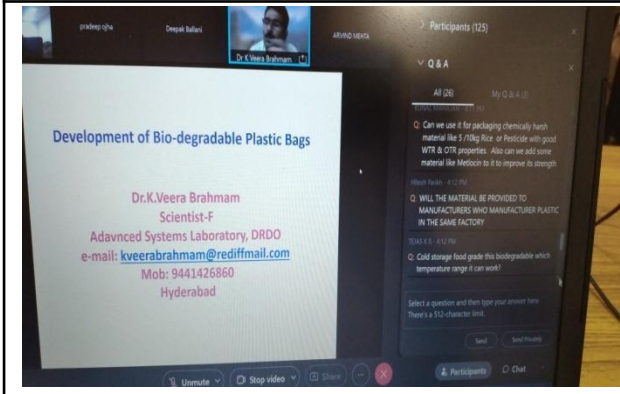 pradeep ojha
Deepak Ballani
Dr K Veera Brahmam
ARVIND MEHTA
Development of Bio-degradable Plastic Bags
Dr.K.Veera Brahmam
Scientist-F
Adavnced Systems Laboratory, DRDO
e-mail: kveerabrahmam@rediffmail.com
Mob: 9441426860
Hyderabad
Unmute
Stop video
Share
Participants (125)
Q & A
All (26)
My Q & A (3)
Q: Can we use it for packaging chemically harsh
material like 5 /10kg Rice or Pesticide with good
WTR & OTR properties. Also can we add some
material like Metlocin to it to improve its strength
Hitesh Parikh - 4:12 PM
Q: WILL THE MATERIAL BE PROVIDED TO
MANUFACTURERS WHO MANUFACTURER PLASTIC
IN THE SAME FACTORY
TEJAS K B - 4:12 PM
Q: Cold storage food grade this biodegradable which
temperature range it can work?
Select a question and then type your answer here
There's a 512-character limit.
Send
Send Privately
Participants
Chat